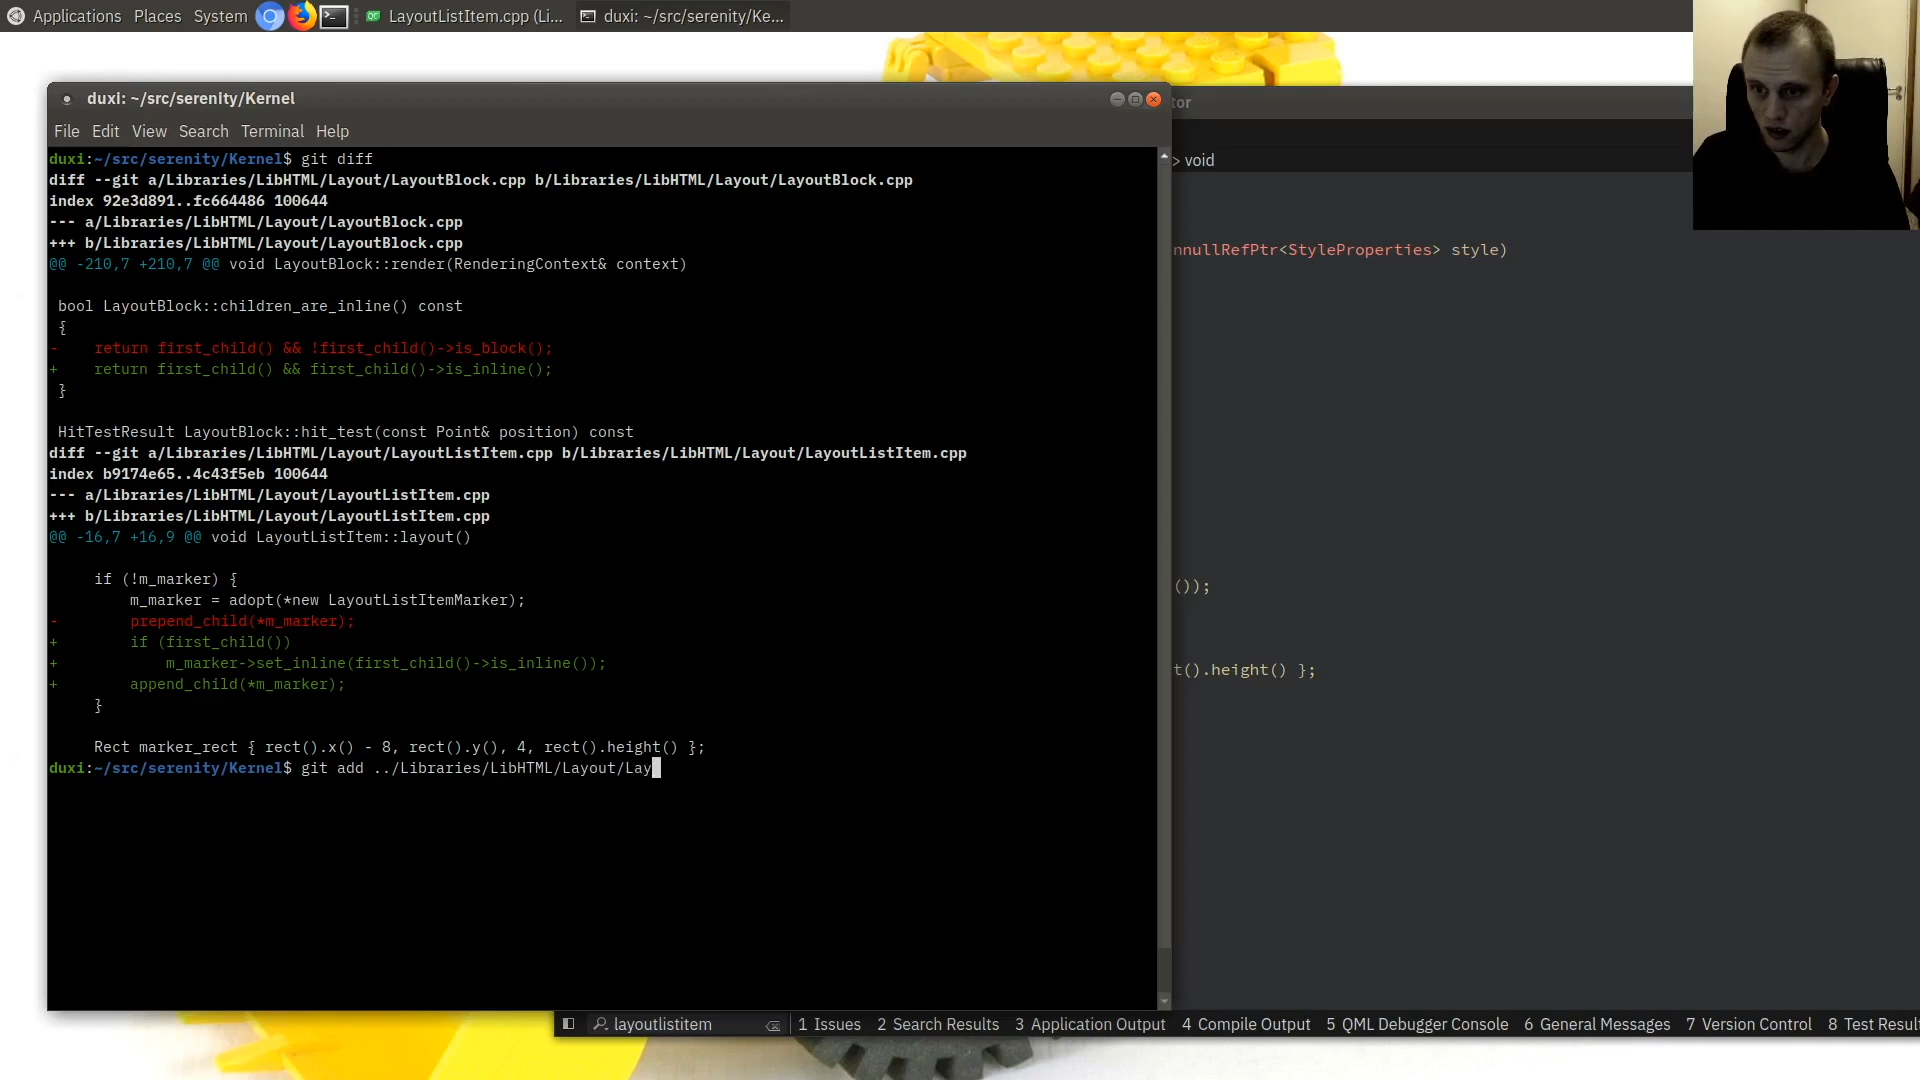 Applications Places System LayoutListItem.cpp (Li... duxi: ~/src/serenity/Ke...
duxi: ~/src/serenity/Kernel
tor
File Edit View Search Terminal Help
duxi:~/src/serenity/Kernel$ git diff
diff --git a/Libraries/LibHTML/Layout/LayoutBlock.cpp b/Libraries/LibHTML/Layout/LayoutBlock.cpp
index 92e3d891..fc664486 100644
--- a/Libraries/LibHTML/Layout/LayoutBlock.cpp
+++ b/Libraries/LibHTML/Layout/LayoutBlock.cpp
@@ -210,7 +210,7 @@ void LayoutBlock::render(RenderingContext& context)
bool LayoutBlock::children_are_inline() const
{
-    return first_child() && !first_child()->is_block();
+    return first_child() && first_child()->is_inline();
}
HitTestResult LayoutBlock::hit_test(const Point& position) const
diff --git a/Libraries/LibHTML/Layout/LayoutListItem.cpp b/Libraries/LibHTML/Layout/LayoutListItem.cpp
index b9174e65..4c43f5eb 100644
--- a/Libraries/LibHTML/Layout/LayoutListItem.cpp
+++ b/Libraries/LibHTML/Layout/LayoutListItem.cpp
@@ -16,7 +16,9 @@ void LayoutListItem::layout()
if (!m_marker) {
m_marker = adopt(*new LayoutListItemMarker);
-        prepend_child(*m_marker);
+        if (first_child())
+            m_marker->set_inline(first_child()->is_inline());
+        append_child(*m_marker);
}
Rect marker_rect { rect().x() - 8, rect().y(), 4, rect().height() };
duxi:~/src/serenity/Kernel$ git add ../Libraries/LibHTML/Layout/Lay
> void
nnullRefPtr<StyleProperties> style)
());
t().height() };
layoutlistitem 1 Issues 2 Search Results 3 Application Output 4 Compile Output 5 QML Debugger Console 6 General Messages 7 Version Control 8 Test Resul